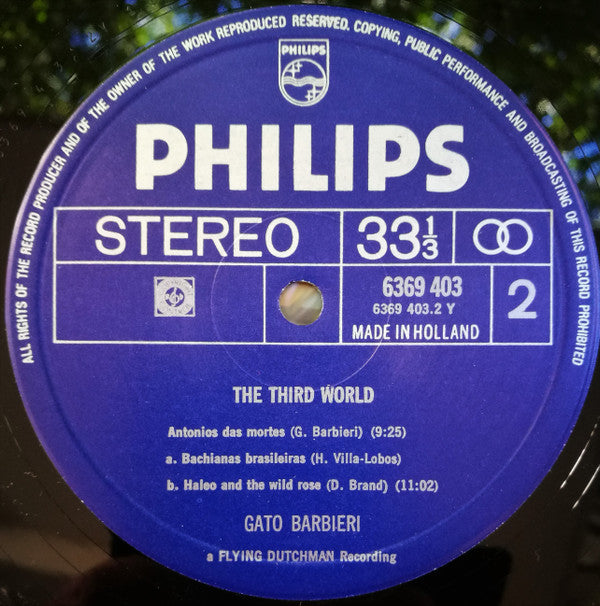 ALL RIGHTS OF THE RECORD PRODUCER AND OF THE OWNER OF THE WORK REPRODUCED RESERVED. COPYING, PUBLIC PERFORMANCE AND BROADCASTING OF THIS RECORD PROHIBITED
PHILIPS
PHILIPS
STEREO 33 1/3
6369 403
6369 403.2 Y
2
MADE IN HOLLAND
THE THIRD WORLD
Antonios das mortes (G. Barbieri) (9:25)
a. Bachianas brasileiras (H. Villa-Lobos)
b. Haleo and the wild rose (D. Brand) (11:02)
GATO BARBIERI
a FLYING DUTCHMAN Recording